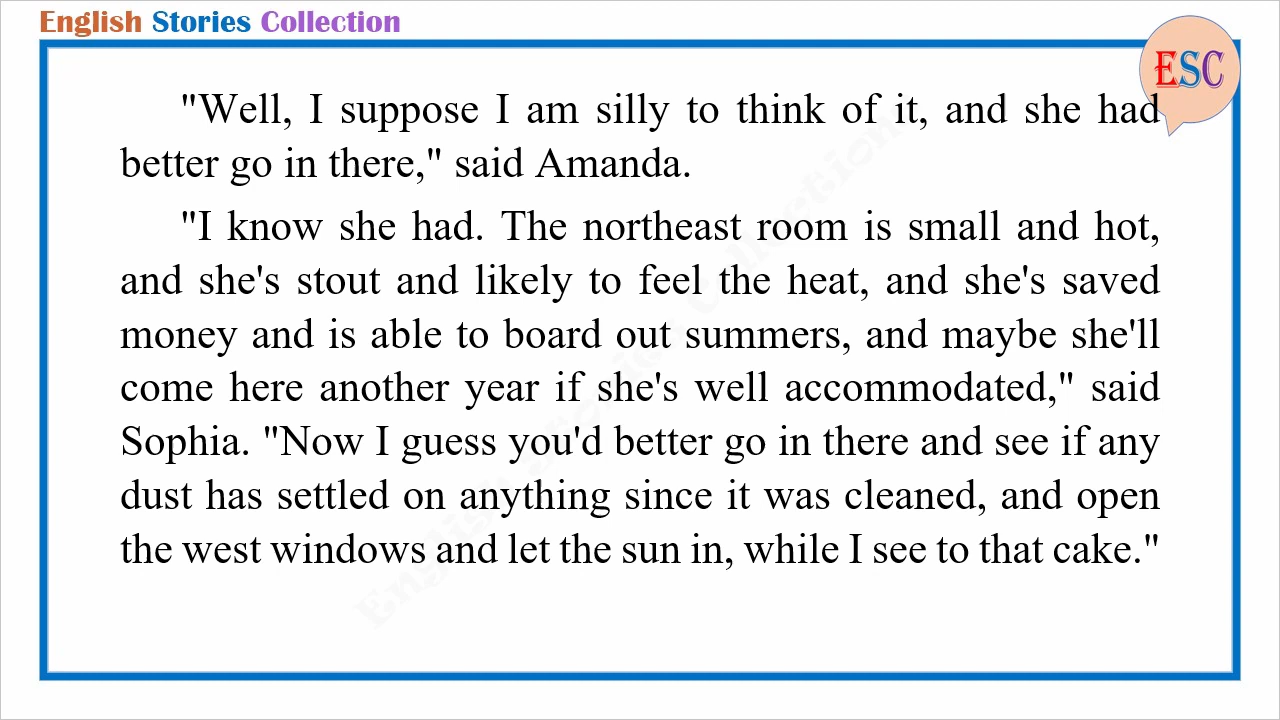 English Stories Collection
ESC
"Well, I suppose I am silly to think of it, and she had
better go in there," said Amanda.
"I know she had. The northeast room is small and hot,
and she's stout and likely to feel the heat, and she's saved
money and is able to board out summers, and maybe she'll
come here another year if she's well accommodated," said
Sophia. "Now I guess you'd better go in there and see if any
dust has settled on anything since it was cleaned, and open
the west windows and let the sun in, while I see to that cake."
English Stories Collection